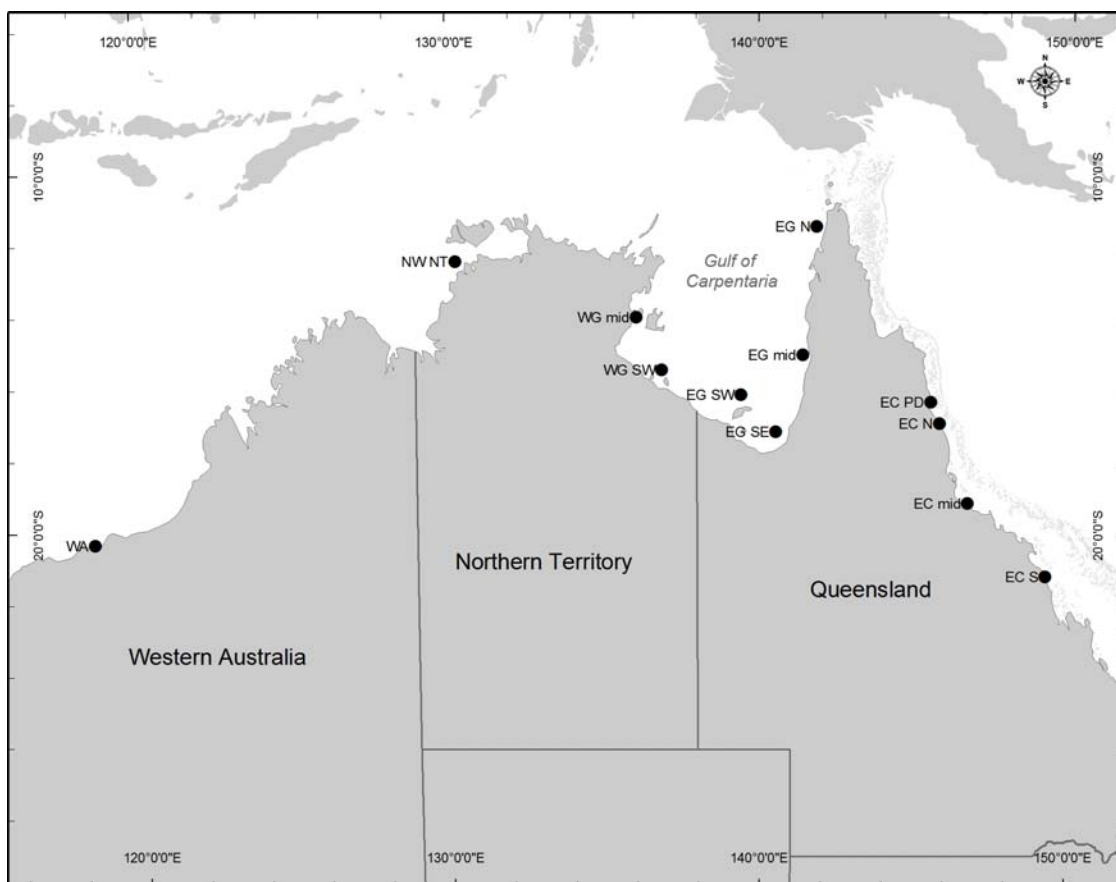 120°0'0"E
130°0'0"E
140°0'0"E
150°0'0"E
N
W
E
S
10°0'0"S
10°0'0"S
EG N
Gulf of
Carpentaria
NW NT
WG mid
EG mid
WG SW
EG SW
EC PD
EC N
EG SE
EC mid
20°0'0"S
20°0'0"S
WA
Northern Territory
EC S
Queensland
Western Australia
120°0'0"E
130°0'0"E
140°0'0"E
150°0'0"E